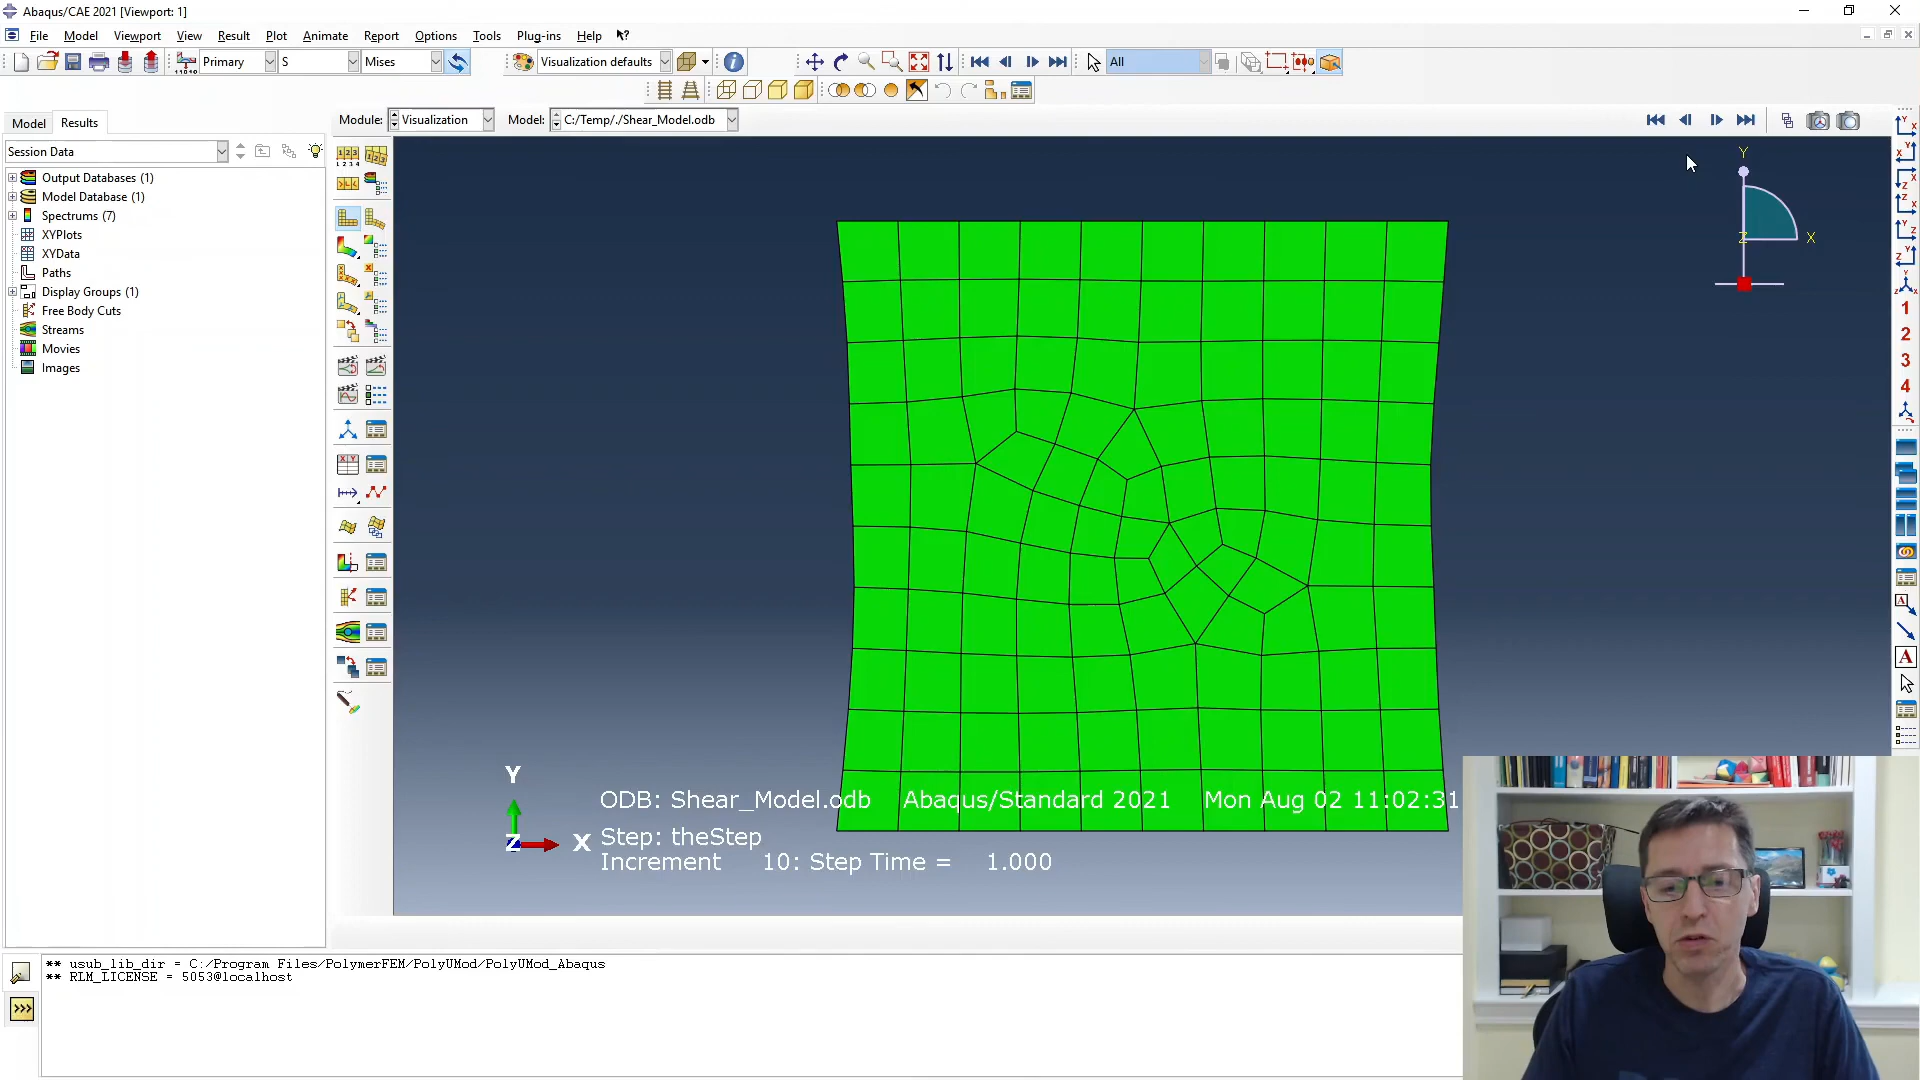 Abaqus/CAE 2021 [Viewport: 1]
File Model Viewport View Result Plot Animate Report Options Tools Plug-ins Help
Primary S Mises Visualization defaults All
Model Results Module: Visualization Model: C:/Temp/./Shear_Model.odb
Session Data
Output Databases (1)
Model Database (1)
Spectrums (7)
XYPlots
XYData
Paths
Display Groups (1)
Free Body Cuts
Streams
Movies
Images
Y
X
Z
1
2
3
4
A
Y
X
Z
ODB: Shear_Model.odb Abaqus/Standard 2021 Mon Aug 02 11:02:31
Step: theStep
Increment 10: Step Time = 1.000
** usub_lib_dir = C:/Program Files/PolymerFEM/PolyUMod/PolyUMod_Abaqus
** RLM_LICENSE = 5053@localhost
>>>